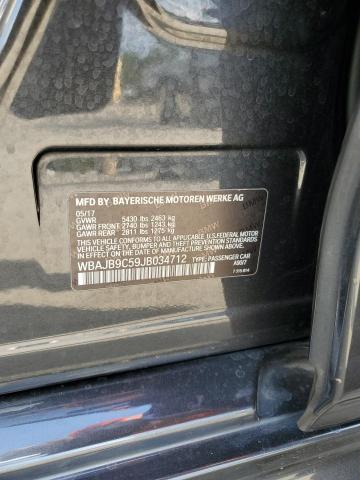 MFD BY BAYERISCHE MOTOREN WERKE AG
05/17
GVWR 5430 lbs 2463 kg
GAWR FRONT 2740 lbs 1243 kg
GAWR REAR 2811 lbs 1275 kg
THIS VEHICLE CONFORMS TO ALL APPLICABLE U.S. FEDERAL MOTOR
VEHICLE SAFETY, BUMPER AND THEFT PREVENTION STANDARDS
IN EFFECT ON THE DATE OF MANUFACTURE SHOWN ABOVE.
WBAJB9C59JB034712 TYPE: PASSENGER CAR